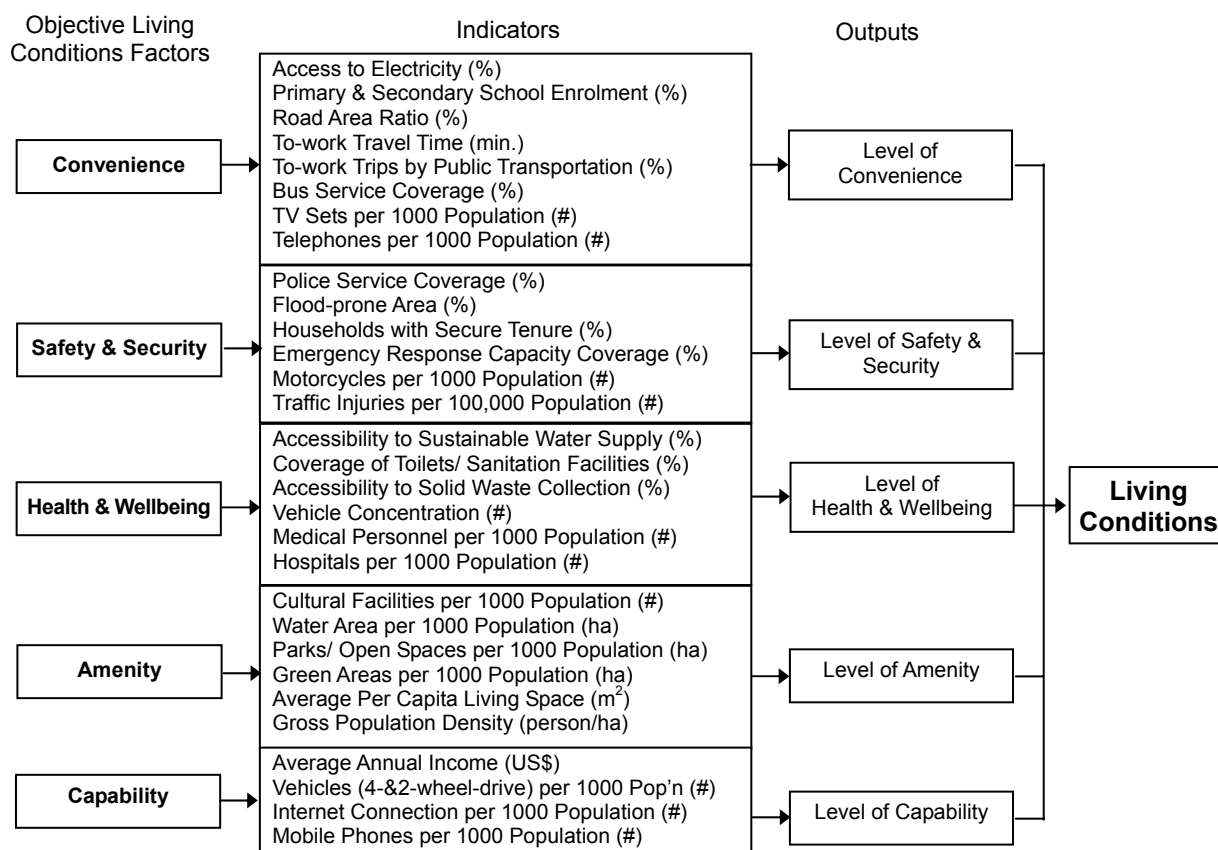 Objective Living
Conditions Factors
Indicators
Outputs
Convenience
Access to Electricity (%)
Primary & Secondary School Enrolment (%)
Road Area Ratio (%)
To-work Travel Time (min.)
To-work Trips by Public Transportation (%)
Bus Service Coverage (%)
TV Sets per 1000 Population (#)
Telephones per 1000 Population (#)
Level of
Convenience
Safety & Security
Police Service Coverage (%)
Flood-prone Area (%)
Households with Secure Tenure (%)
Emergency Response Capacity Coverage (%)
Motorcycles per 1000 Population (#)
Traffic Injuries per 100,000 Population (#)
Level of Safety &
Security
Health & Wellbeing
Accessibility to Sustainable Water Supply (%)
Coverage of Toilets/ Sanitation Facilities (%)
Accessibility to Solid Waste Collection (%)
Vehicle Concentration (#)
Medical Personnel per 1000 Population (#)
Hospitals per 1000 Population (#)
Level of
Health & Wellbeing
Living
Conditions
Amenity
Cultural Facilities per 1000 Population (#)
Water Area per 1000 Population (ha)
Parks/ Open Spaces per 1000 Population (ha)
Green Areas per 1000 Population (ha)
Average Per Capita Living Space (m²)
Gross Population Density (person/ha)
Level of Amenity
Capability
Average Annual Income (US$)
Vehicles (4-&2-wheel-drive) per 1000 Pop’n (#)
Internet Connection per 1000 Population (#)
Mobile Phones per 1000 Population (#)
Level of Capability